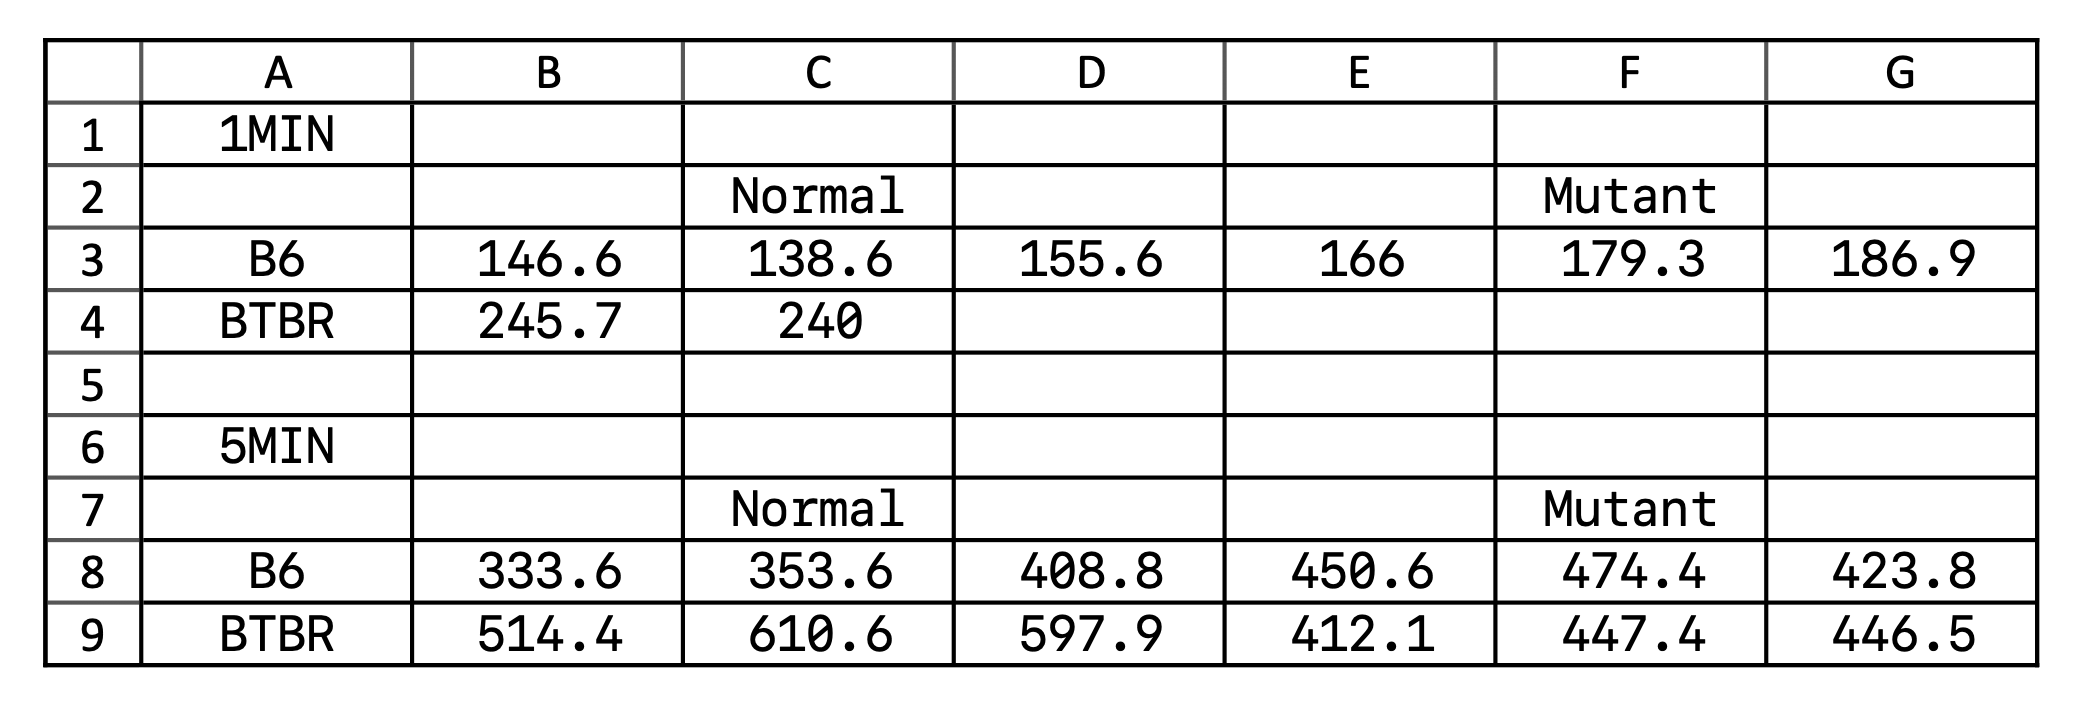 A B C D E F G
1 1MIN
2 Normal Mutant
3 B6 146.6 138.6 155.6 166 179.3 186.9
4 BTBR 245.7 240
5
6 5MIN
7 Normal Mutant
8 B6 333.6 353.6 408.8 450.6 474.4 423.8
9 BTBR 514.4 610.6 597.9 412.1 447.4 446.5